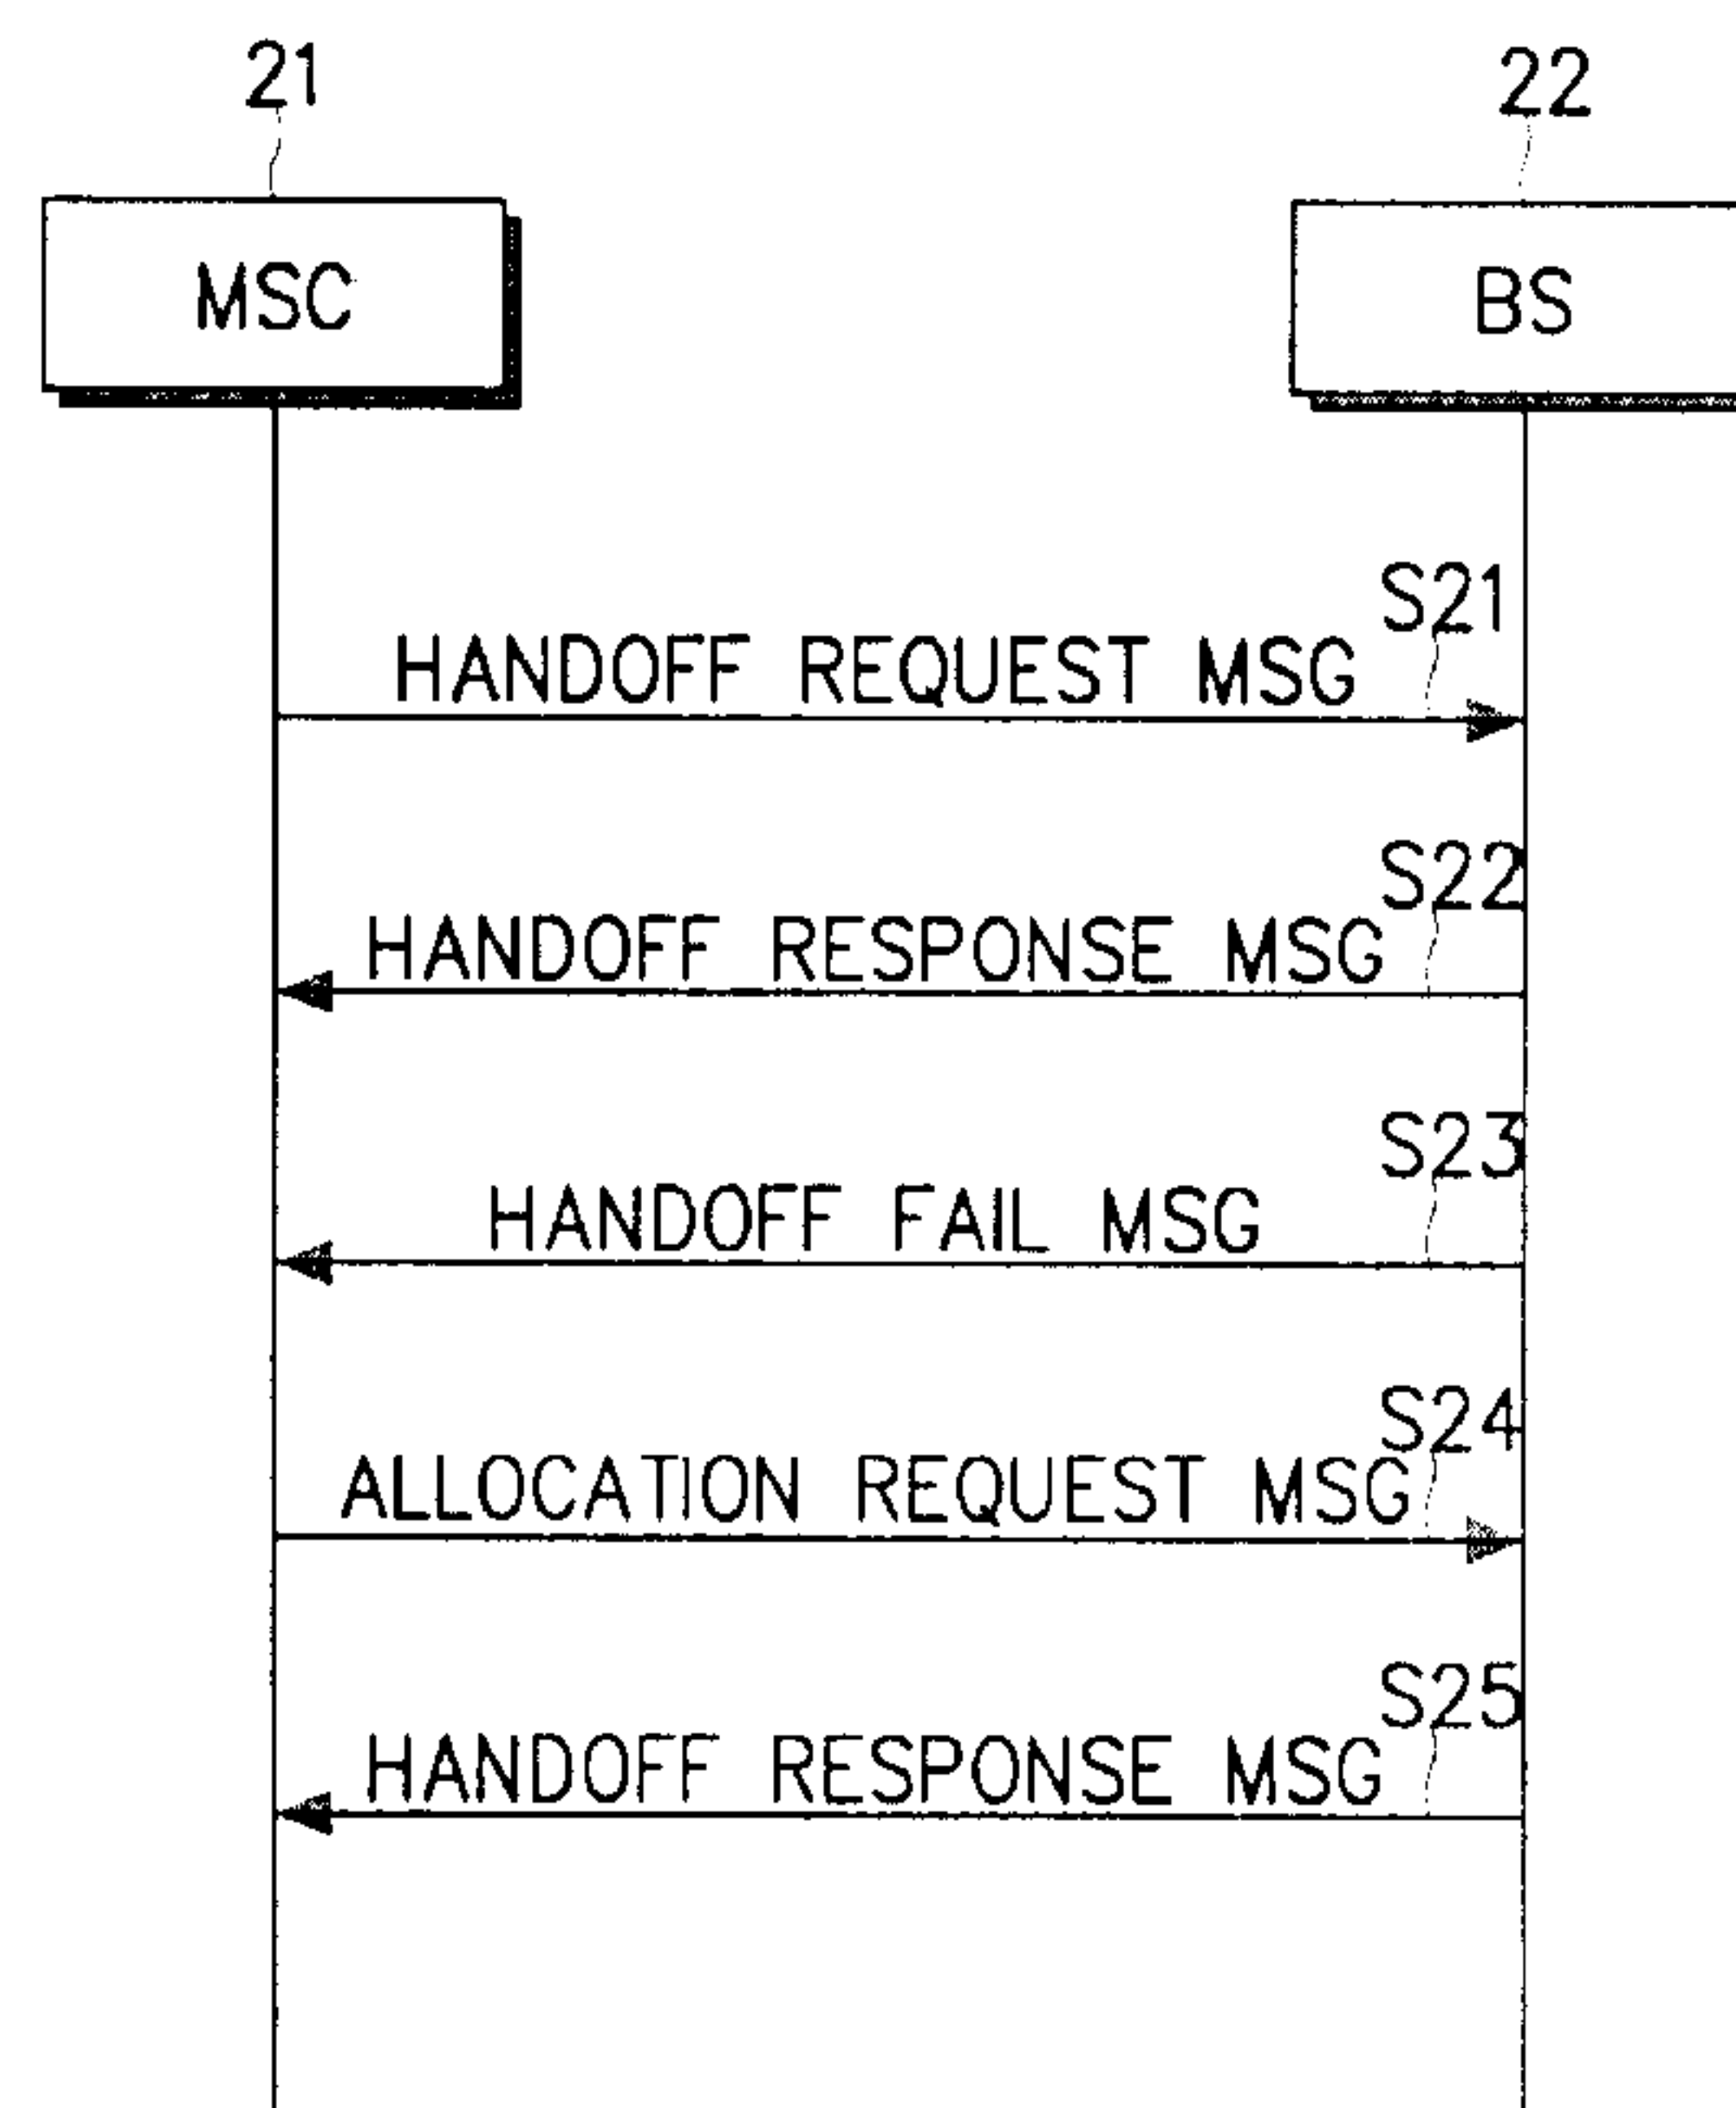 21
22
MSC
BS
S21
HANDOFF REQUEST MSG
S22
HANDOFF RESPONSE MSG
S23
HANDOFF FAIL MSG
S24
ALLOCATION REQUEST MSG
S25
HANDOFF RESPONSE MSG